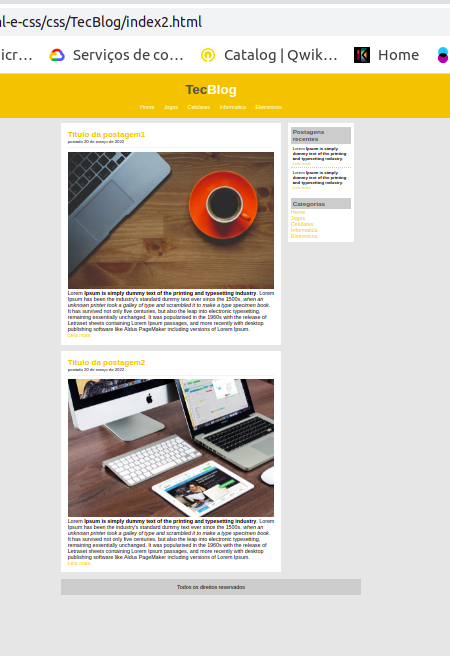 l-e-css/css/TecBlog/index2.html
icr... Serviços de co... Catalog | Qwik... Home
TecBlog
Home Jogos Celulares Informatica Eletronicos
Titulo da postagem1
postado 20 de março de 2022
Lorem Ipsum is simply dummy text of the printing and typesetting industry. Lorem
Ipsum has been the industry's standard dummy text ever since the 1500s, when an
unknown printer took a galley of type and scrambled it to make a type specimen book.
It has survived not only five centuries, but also the leap into electronic typesetting,
remaining essentially unchanged. It was popularised in the 1960s with the release of
Letraset sheets containing Lorem Ipsum passages, and more recently with desktop
publishing software like Aldus PageMaker including versions of Lorem Ipsum.
Leia mais
Titulo da postagem2
postado 20 de março de 2022
Lorem Ipsum is simply dummy text of the printing and typesetting industry. Lorem
Ipsum has been the industry's standard dummy text ever since the 1500s, when an
unknown printer took a galley of type and scrambled it to make a type specimen book.
It has survived not only five centuries, but also the leap into electronic typesetting,
remaining essentially unchanged. It was popularised in the 1960s with the release of
Letraset sheets containing Lorem Ipsum passages, and more recently with desktop
publishing software like Aldus PageMaker including versions of Lorem Ipsum.
Leia mais
Postagens
recentes
Lorem Ipsum is simply
dummy text of the printing
and typesetting industry.
Leia mais
Lorem Ipsum is simply
dummy text of the printing
and typesetting industry.
Leia mais
Categorias
Home
Jogos
Celulares
Informatica
Eletronicos
Todos os direitos reservados